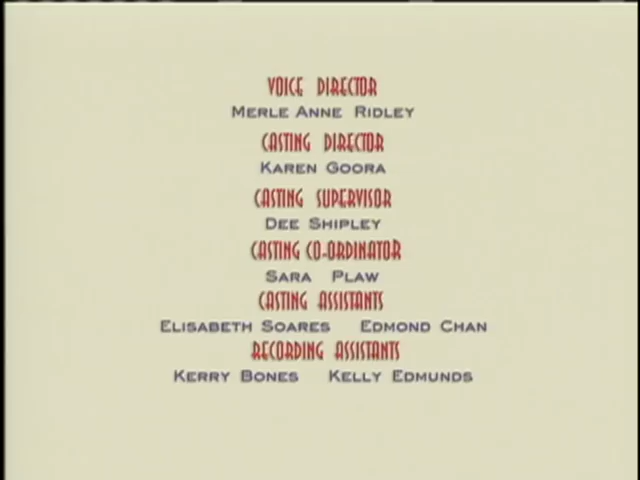 VOICE DIRECTOR
MERLE ANNE RIDLEY
CASTING DIRECTOR
KAREN GOORA
CASTING SUPERVISOR
DEE SHIPLEY
CASTING CO-ORDINATOR
SARA PLAW
CASTING ASSISTANTS
ELISABETH SOARES EDMOND CHAN
RECORDING ASSISTANTS
KERRY BONES KELLY EDMUNDS